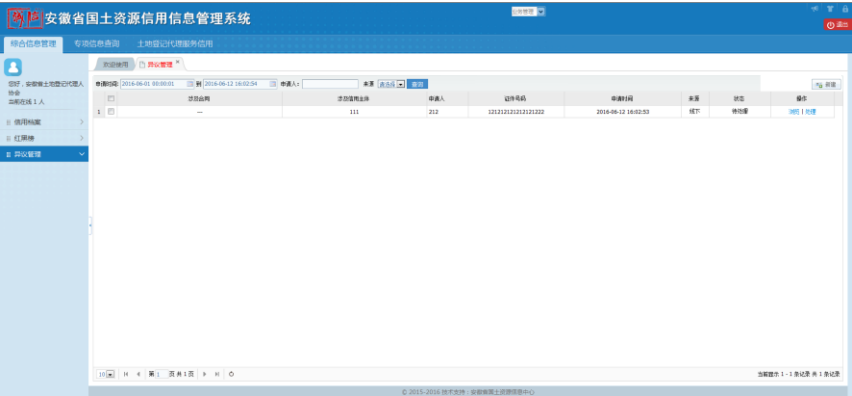 安徽省国土资源信用信息管理系统
退出
综合信息管理 专项信息查询 土地登记代理服务信用
您好，安徽省土地登记代理人
协会
当前在线 1 人
信用档案
红黑榜
异议管理
欢迎使用 异议管理
申请时间: 2016-06-01 00:00:01 到 2016-06-12 16:02:54 申请人: 来源 请选择 查询 新建
涉及信用主体 申请人 证件号码 申请时间 来源 状态 操作
1 — 111 212 121212121212121222 2016-06-12 16:02:53 线下 待处理 | 处理
10 第 1 页 共 1 页 当前显示 1 - 1 条记录 共 1 条记录
© 2015-2016 技术支持：安徽省国土资源信息中心